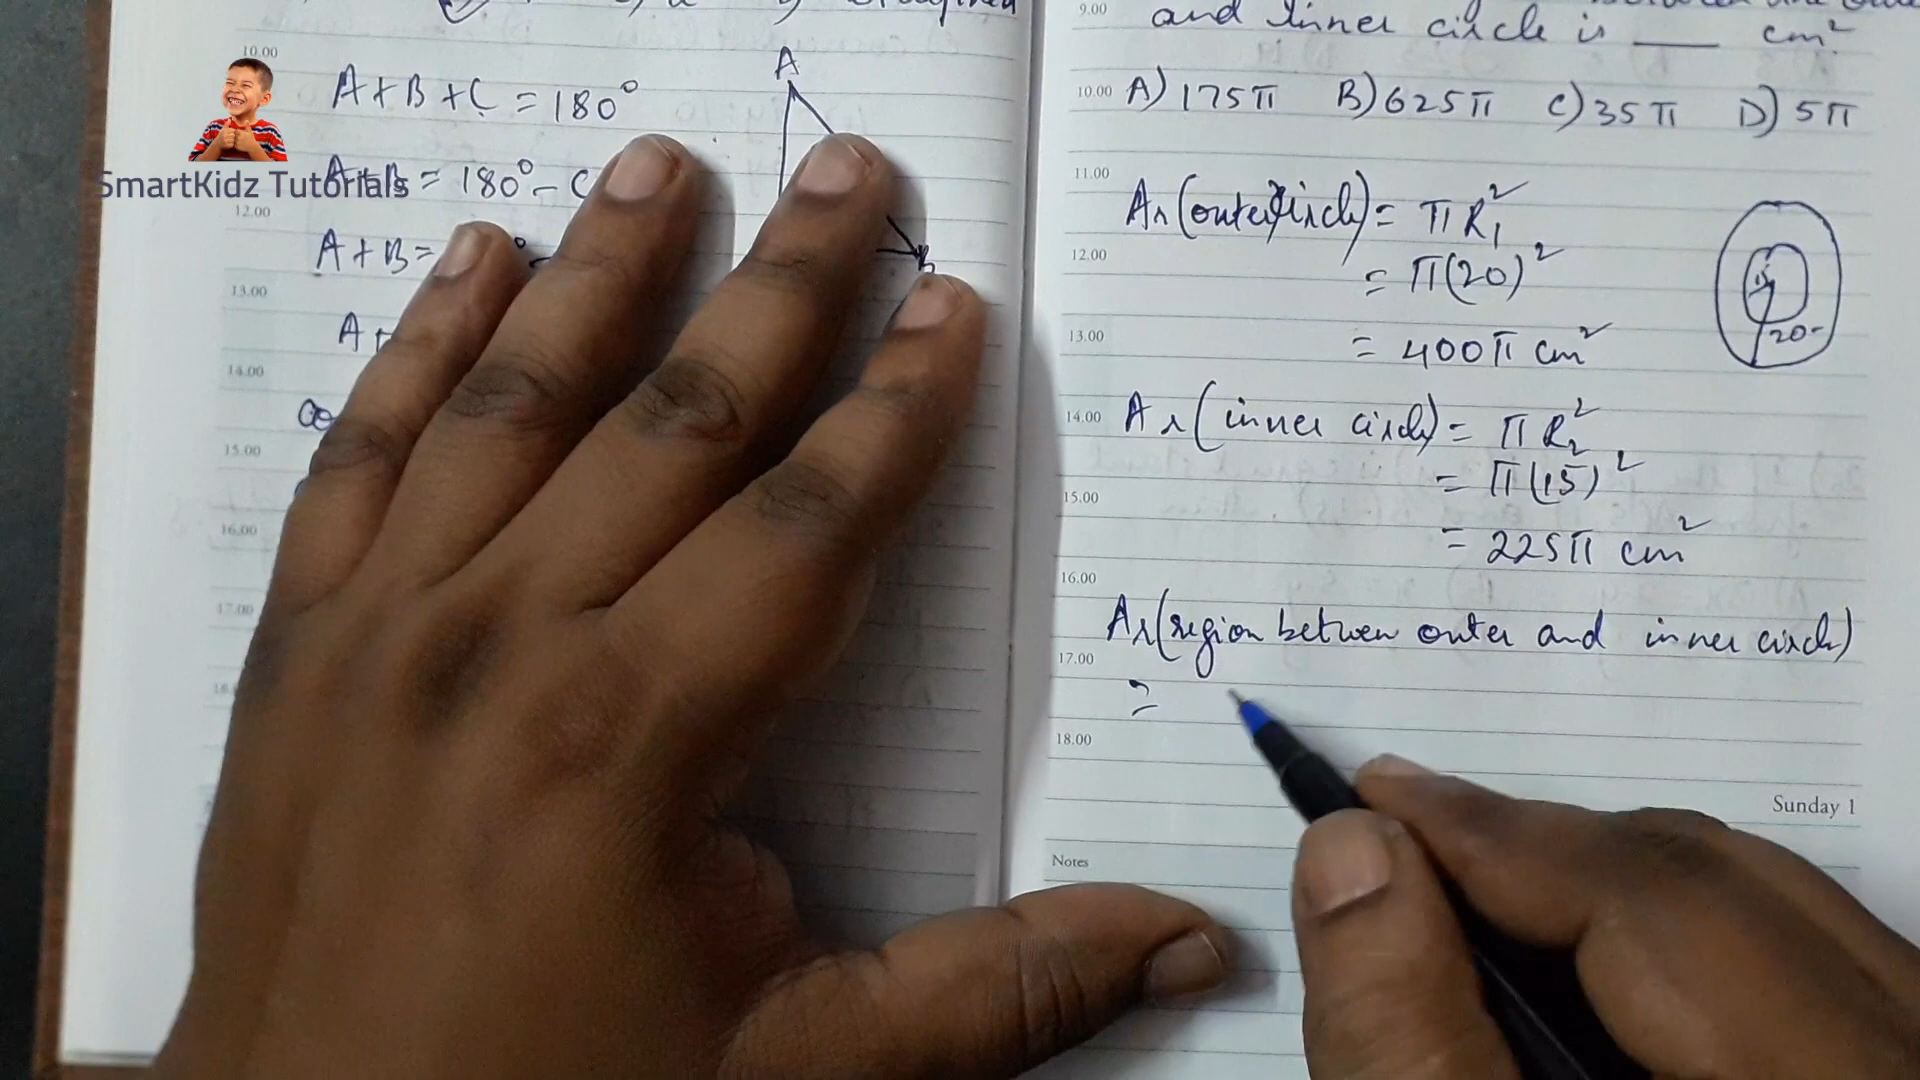 10.00
A+B+C = 180°
A
SmartKidz Tutorials
A+B = 180° - C
12.00
A+B =
B
13.00
A+
14.00
15.00
16.00
17.00
9.00
and inner circle is ___ cm²
10.00 A) 175π B) 625π C) 35π D) 5π
11.00
Ar(outer circle) = πR₁²
12.00
= π(20)²
13.00
= 400π cm²
15
20
14.00
Ar(inner circle) = πR₂²
= π(15)²
15.00
= 225π cm²
16.00
Ar(region between outer and inner circle)
17.00
=
18.00
Sunday 1
Notes